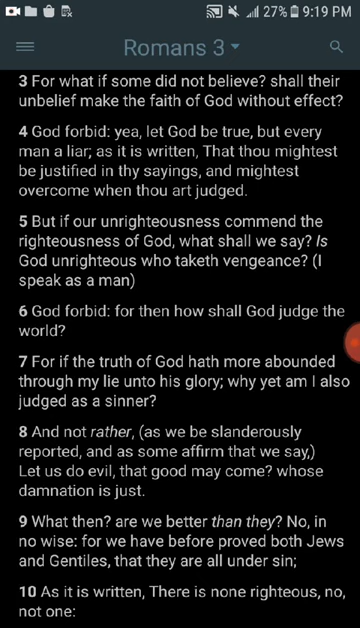 27% 9:19 PM
Romans 3
3 For what if some did not believe? shall their
unbelief make the faith of God without effect?
4 God forbid: yea, let God be true, but every
man a liar; as it is written, That thou mightest
be justified in thy sayings, and mightest
overcome when thou art judged.
5 But if our unrighteousness commend the
righteousness of God, what shall we say? Is
God unrighteous who taketh vengeance? (I
speak as a man)
6 God forbid: for then how shall God judge the
world?
7 For if the truth of God hath more abounded
through my lie unto his glory; why yet am I also
judged as a sinner?
8 And not rather, (as we be slanderously
reported, and as some affirm that we say,)
Let us do evil, that good may come? whose
damnation is just.
9 What then? are we better than they? No, in
no wise: for we have before proved both Jews
and Gentiles, that they are all under sin;
10 As it is written, There is none righteous, no,
not one: